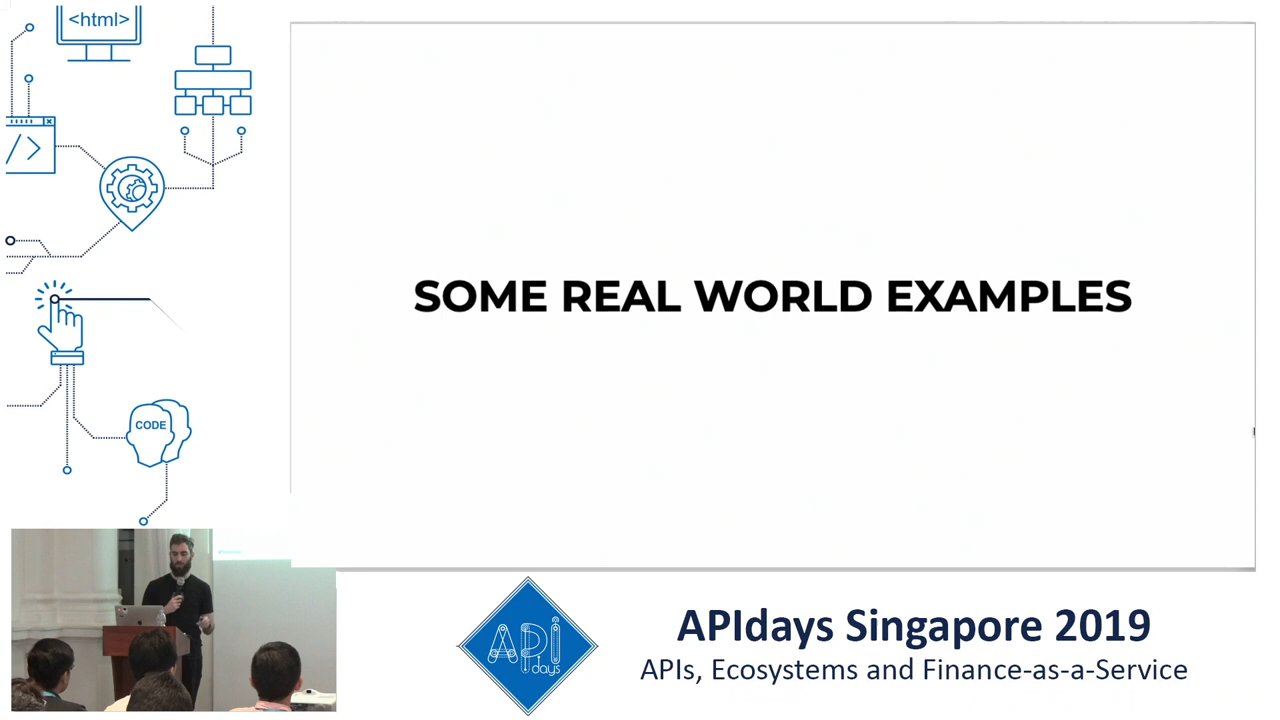 <html>
SOME REAL WORLD EXAMPLES
</>
CODE
API
days
APIdays Singapore 2019
APIs, Ecosystems and Finance-as-a-Service